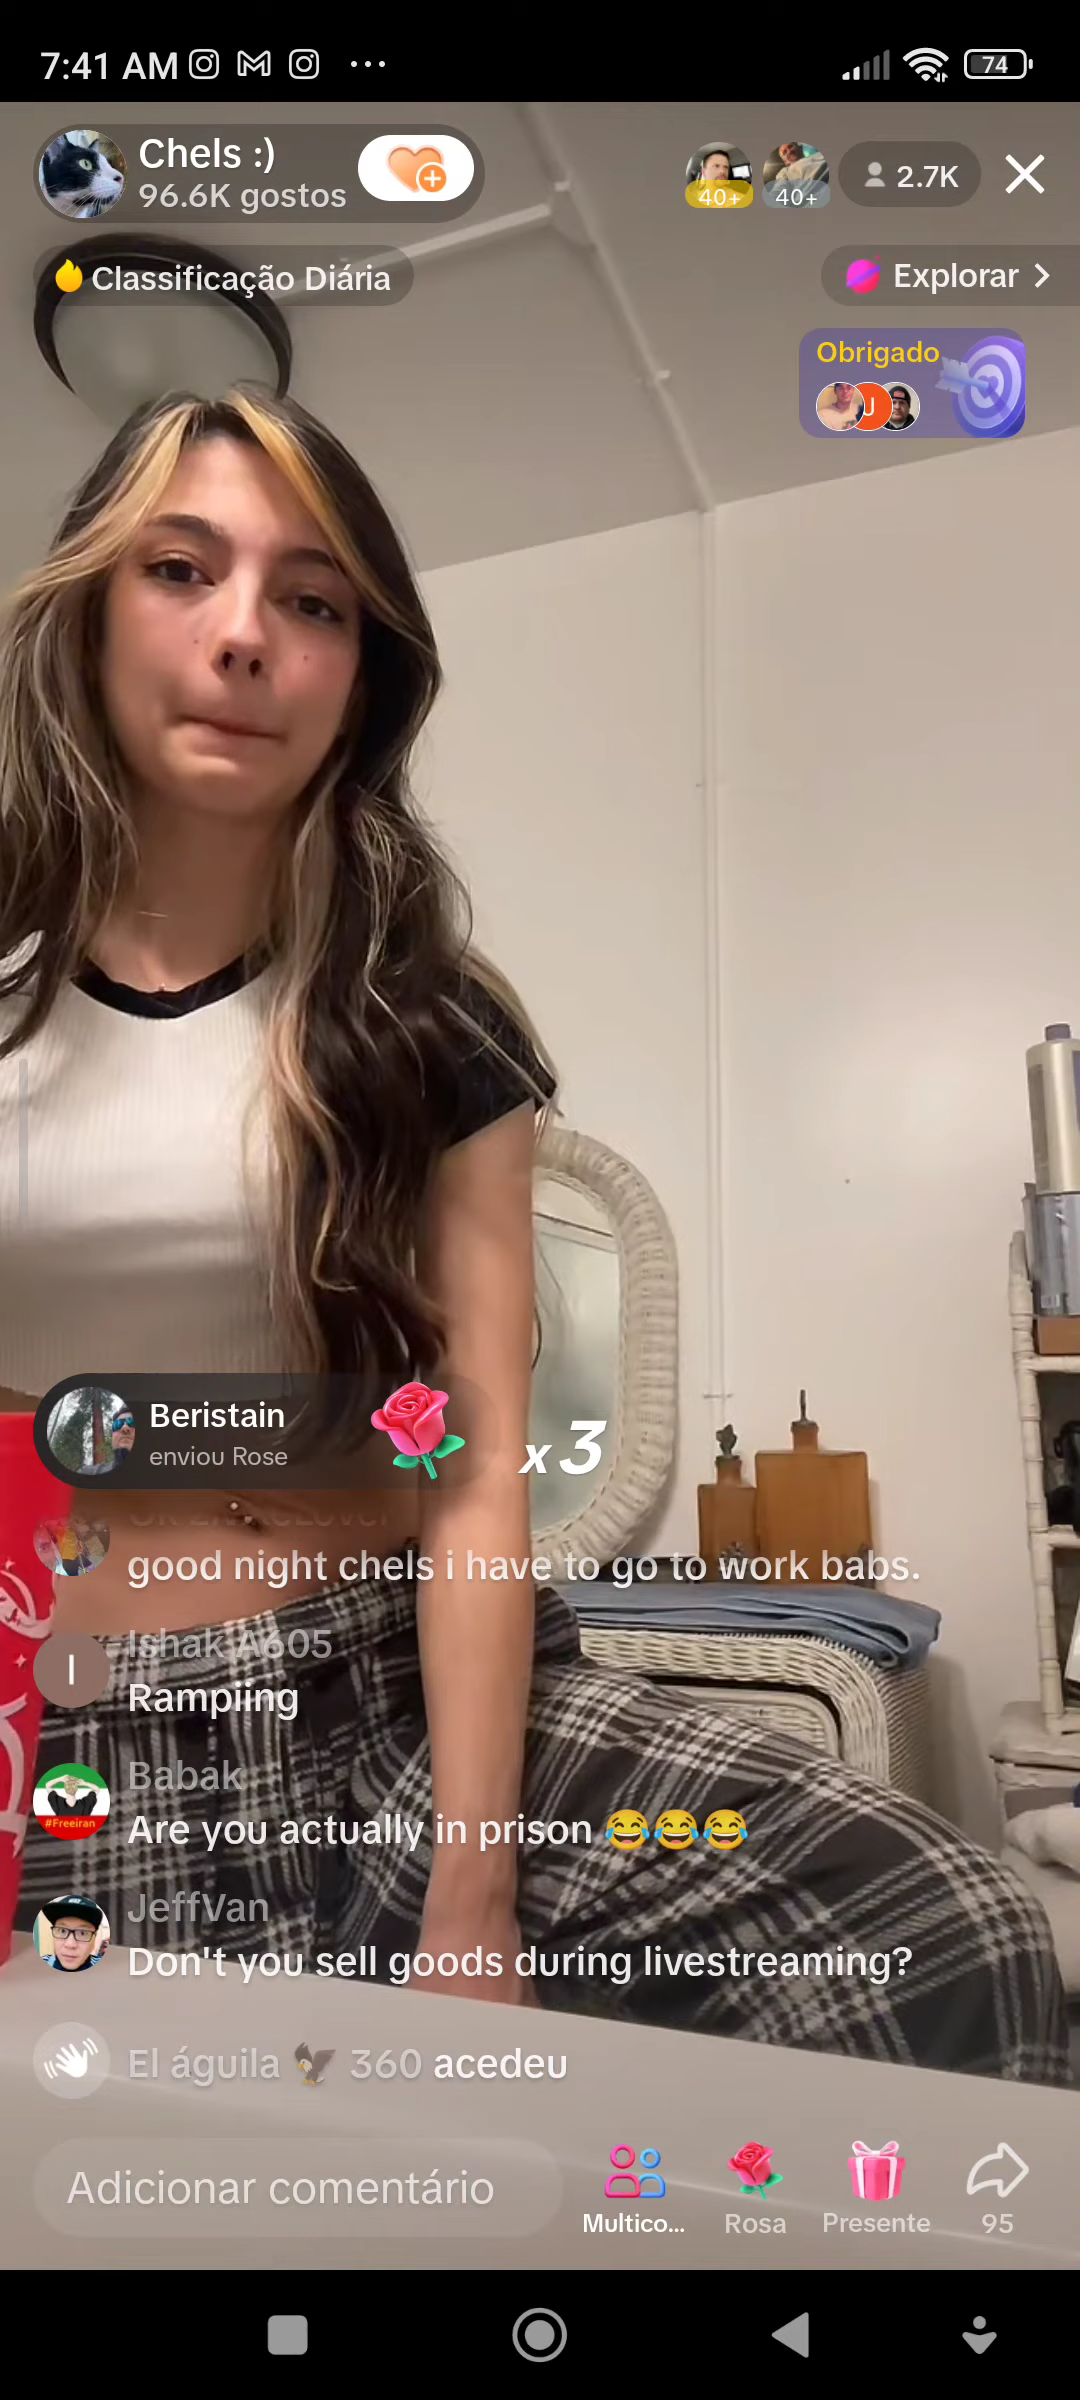 7:41 AM
74
Chels :)
96.6K gostos
40+
40+
2.7K
Classificação Diária
Explorar
Obrigado
J
Beristain
enviou Rose
x3
good night chels i have to go to work babs.
I
Ishak A605
Rampiing
Babak
#Freeiran
Are you actually in prison 😂😂😂
JeffVan
Don't you sell goods during livestreaming?
El águila 🦅 360 acedeu
Adicionar comentário
Multico...
Rosa
Presente
95